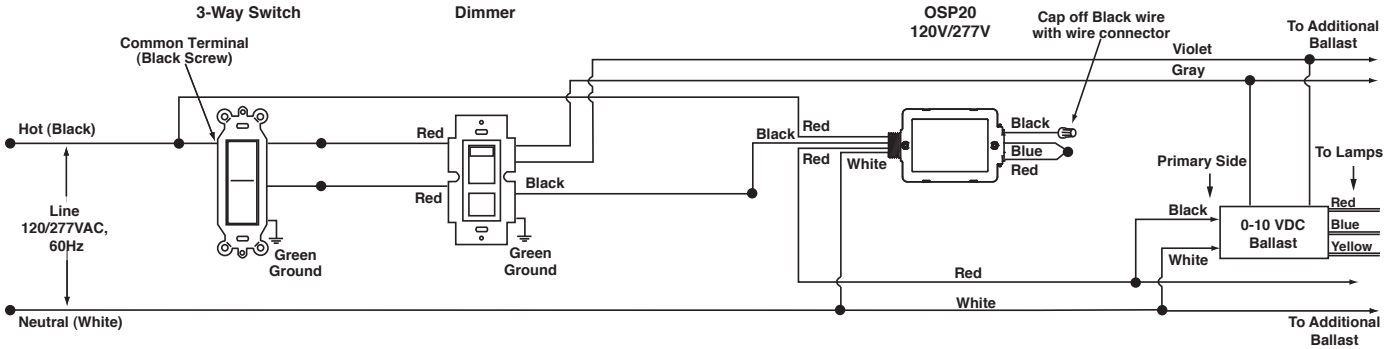 3-Way Switch
Dimmer
OSP20
120V/277V
Cap off Black wire
with wire connector
To Additional
Ballast
Common Terminal
(Black Screw)
Violet
Gray
Hot (Black)
Red
Black
Red
Red
White
Black
Blue
Red
Primary Side
To Lamps
Line
120/277VAC,
60Hz
Red
Black
Green
Ground
Green
Ground
Black
White
0-10 VDC
Ballast
Red
Blue
Yellow
Red
White
Neutral (White)
To Additional
Ballast